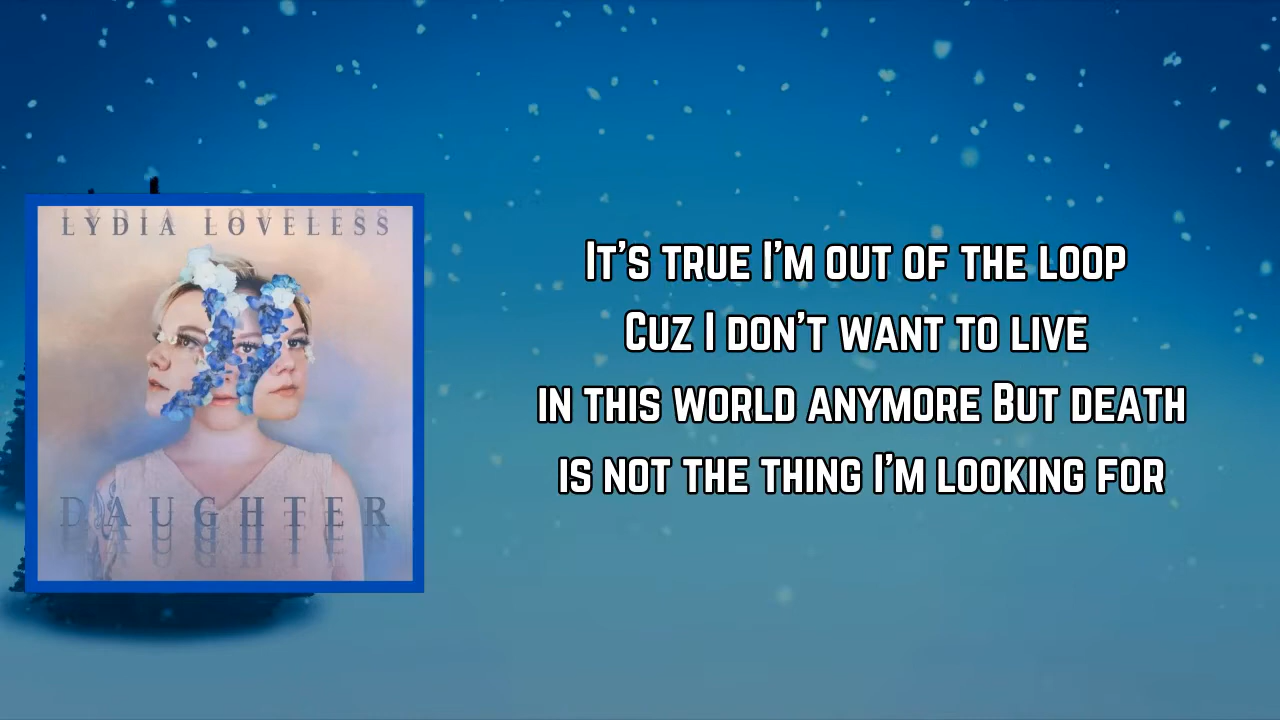 LYDIA LOVELESS
DAUGHTER
It's true I'm out of the loop
Cuz I don't want to live
in this world anymore But death
is not the thing I'm looking for